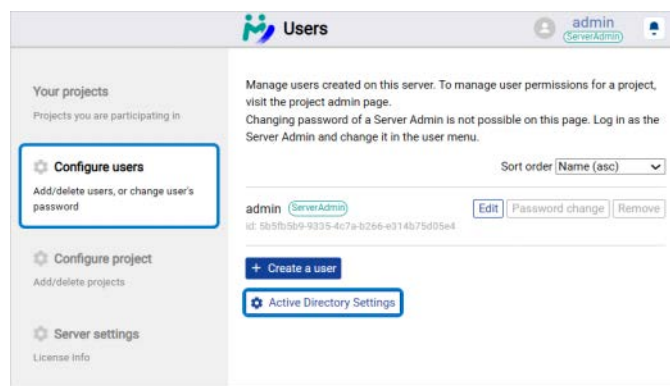 Users
admin
ServerAdmin
Your projects
Projects you are participating in
Configure users
Add/delete users, or change user's
password
Configure project
Add/delete projects
Server settings
License Info
Manage users created on this server. To manage user permissions for a project,
visit the project admin page.
Changing password of a Server Admin is not possible on this page. Log in as the
Server Admin and change it in the user menu.
Sort order Name (asc)
admin ServerAdmin Edit Password change Remove
id: 5b5fb5b9-9335-4c7a-b266-e314b75d05e4
+ Create a user
Active Directory Settings